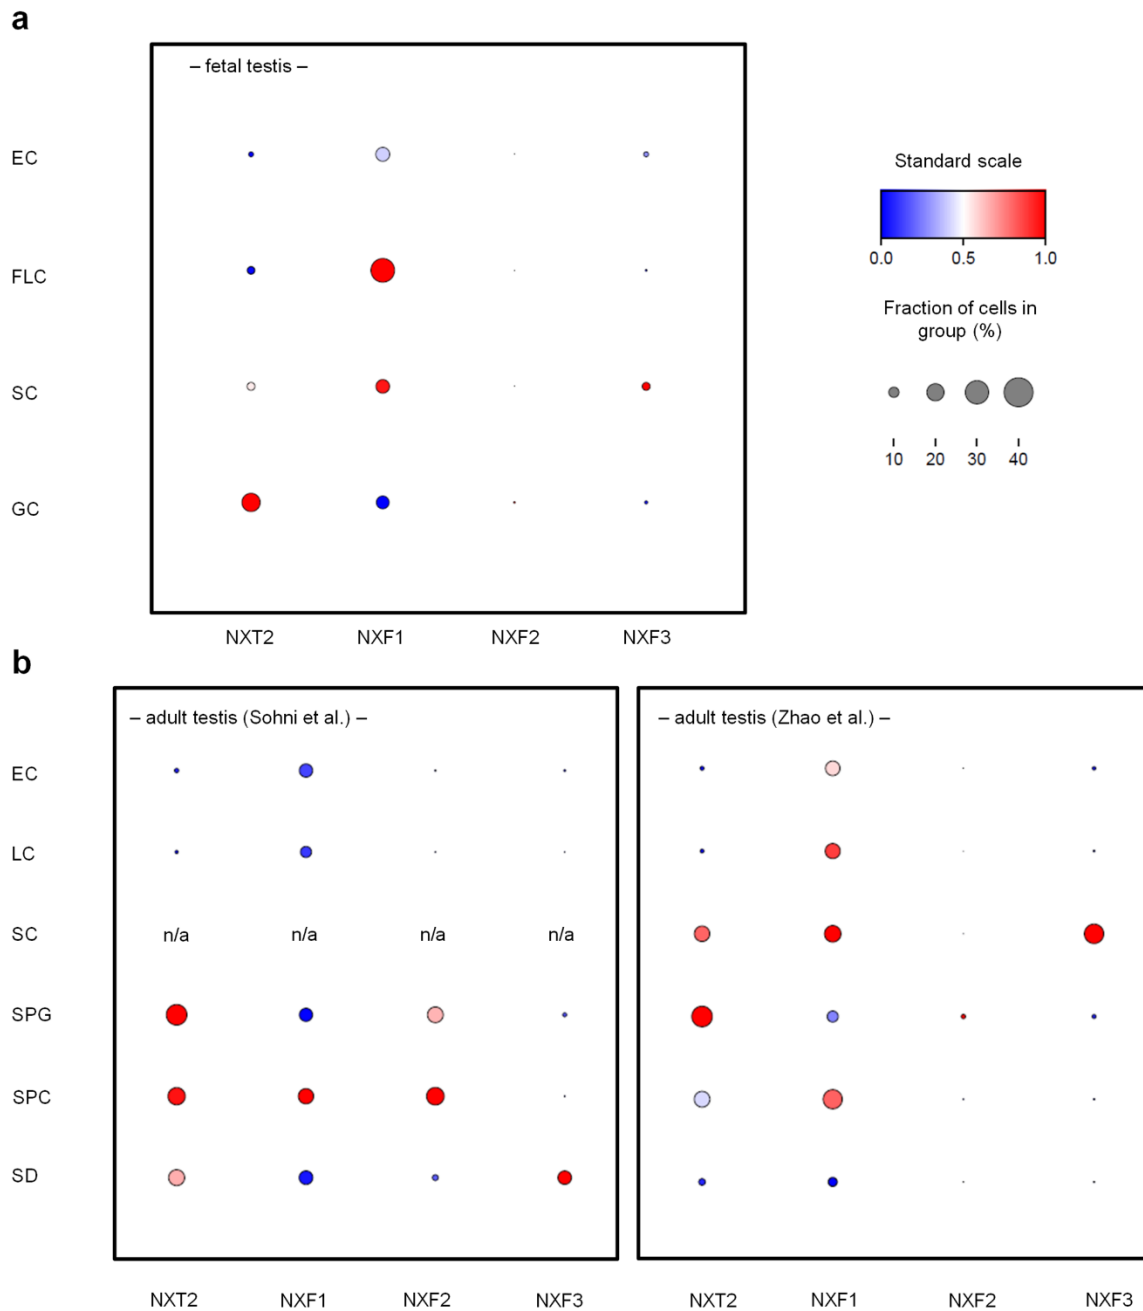 a
– fetal testis –
EC
FLC
SC
GC
NXT2 NXF1 NXF2 NXF3
Standard scale
0.0 0.5 1.0
Fraction of cells in
group (%)
10 20 30 40
b
– adult testis (Sohni et al.) –
– adult testis (Zhao et al.) –
EC
LC
SC n/a n/a n/a n/a
SPG
SPC
SD
NXT2 NXF1 NXF2 NXF3
NXT2 NXF1 NXF2 NXF3